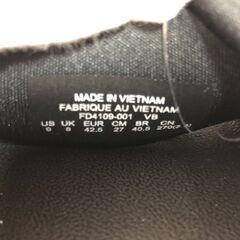 MADE IN VIETNAM
FABRIQUE AU VIETNAM
FD4109-001 VB
US UK EUR CM BR CN
9 8 42.5 27 40.5